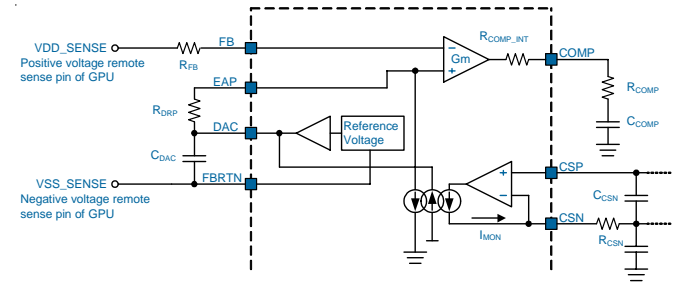 VDD_SENSE
Positive voltage remote
sense pin of GPU
RFB
FB
EAP
RDRP
DAC
CDAC
VSS_SENSE
Negative voltage remote
sense pin of GPU
FBRTN
Reference
Voltage
−
Gm
+
RCOMP_INT
COMP
RCOMP
CCOMP
+
−
IMON
CSP
CCSN
CSN
RCSN